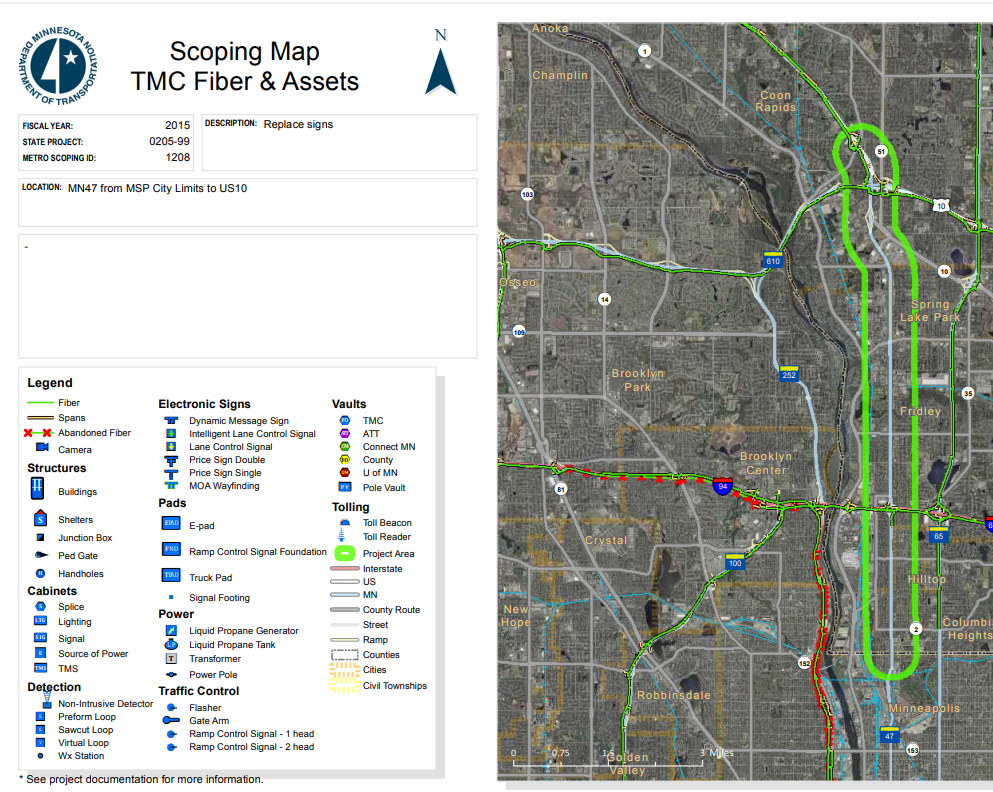 MINNESOTA DEPARTMENT OF TRANSPORTATION
Scoping Map
TMC Fiber & Assets
N
FISCAL YEAR: 2015
STATE PROJECT: 0205-99
METRO SCOPING ID: 1208
DESCRIPTION: Replace signs
LOCATION: MN47 from MSP City Limits to US10
-
Legend
Fiber
Spans
Abandoned Fiber
Camera
Structures
Buildings
Shelters
Junction Box
Ped Gate
Handholes
Cabinets
Splice
LTG Lighting
SIG Signal
Source of Power
TMS TMS
Detection
Non-Intrusive Detector
Preform Loop
Sawcut Loop
Virtual Loop
Wx Station
Electronic Signs
Dynamic Message Sign
Intelligent Lane Control Signal
Lane Control Signal
Price Sign Double
Price Sign Single
MOA Wayfinding
Pads
E-pad
FND Ramp Control Signal Foundation
Truck Pad
Signal Footing
Power
Liquid Propane Generator
Liquid Propane Tank
T Transformer
Power Pole
Traffic Control
Flasher
Gate Arm
Ramp Control Signal - 1 head
Ramp Control Signal - 2 head
Vaults
TMC
ATT
Connect MN
County
U of MN
PV Pole Vault
Tolling
Toll Beacon
Toll Reader
Project Area
Interstate
US
MN
County Route
Street
Ramp
Counties
Cities
Civil Townships
* See project documentation for more information.
Anoka
1
Champlin
Coon
Rapids
51
103
10
610
10
Osseo
14
Spring
Lake Park
109
252
Brooklyn
Park
35
Fridley
Brooklyn
Center
94
81
65
Crystal
100
Hilltop
New
Hope
2
Columbia
Heights
152
Robbinsdale
Minneapolis
47
153
0 0.75 1.5 3 Miles
Golden
Valley